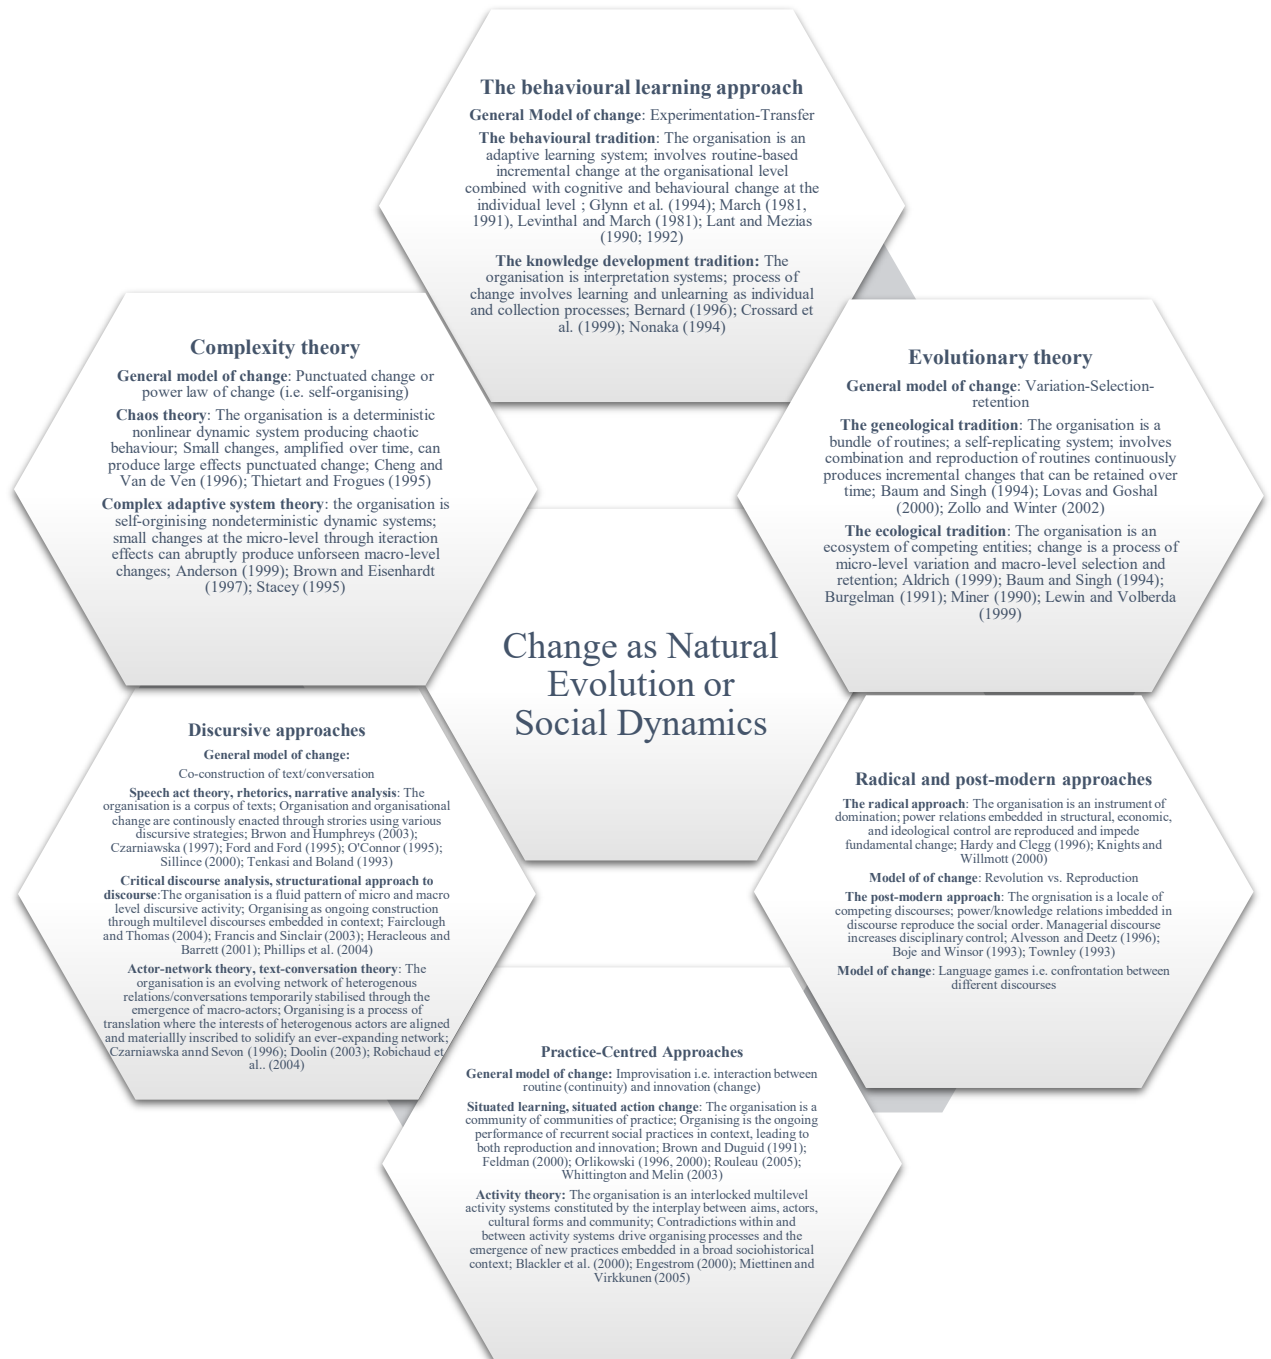 The behavioural learning approach
General Model of change: Experimentation-Transfer
The behavioural tradition: The organisation is an
adaptive learning system; involves routine-based
incremental change at the organisational level
combined with cognitive and behavioural change at the
individual level ; Glynn et al. (1994); March (1981,
1991), Levinthal and March (1981); Lant and Mezias
(1990; 1992)
The knowledge development tradition: The
organisation is interpretation systems; process of
change involves learning and unlearning as individual
and collection processes; Bernard (1996); Crossard et
al. (1999); Nonaka (1994)
Complexity theory
General model of change: Punctuated change or
power law of change (i.e. self-organising)
Chaos theory: The organisation is a deterministic
nonlinear dynamic system producing chaotic
behaviour; Small changes, amplified over time, can
produce large effects punctuated change; Cheng and
Van de Ven (1996); Thietart and Frogues (1995)
Complex adaptive system theory: the organisation is
self-orginising nondeterministic dynamic systems;
small changes at the micro-level through iteraction
effects can abruptly produce unforseen macro-level
changes; Anderson (1999); Brown and Eisenhardt
(1997); Stacey (1995)
Evolutionary theory
General model of change: Variation-Selection-
retention
The geneological tradition: The organisation is a
bundle of routines; a self-replicating system; involves
combination and reproduction of routines continuously
produces incremental changes that can be retained over
time; Baum and Singh (1994); Lovas and Goshal
(2000); Zollo and Winter (2002)
The ecological tradition: The organisation is an
ecosystem of competing entities; change is a process of
micro-level variation and macro-level selection and
retention; Aldrich (1999); Baum and Singh (1994);
Burgelman (1991); Miner (1990); Lewin and Volberda
(1999)
Change as Natural
Evolution or
Social Dynamics
Discursive approaches
General model of change:
Co-construction of text/conversation
Speech act theory, rhetorics, narrative analysis: The
organisation is a corpus of texts; Organisation and organisational
change are continously enacted through strories using various
discursive strategies; Brwon and Humphreys (2003);
Czarniawska (1997); Ford and Ford (1995); O'Connor (1995);
Sillince (2000); Tenkasi and Boland (1993)
Critical discourse analysis, structurational approach to
discourse:The organisation is a fluid pattern of micro and macro
level discursive activity; Organising as ongoing construction
through multilevel discourses embedded in context; Fairclough
and Thomas (2004); Francis and Sinclair (2003); Heracleous and
Barrett (2001); Phillips et al. (2004)
Actor-network theory, text-conversation theory: The
organisation is an evolving network of heterogenous
relations/conversations temporarily stabilised through the
emergence of macro-actors; Organising is a process of
translation where the interests of heterogenous actors are aligned
and materiallly inscribed to solidify an ever-expanding network;
Czarniawska annd Sevon (1996); Doolin (2003); Robichaud et
al.. (2004)
Radical and post-modern approaches
The radical approach: The organisation is an instrument of
domination; power relations embedded in structural, economic,
and ideological control are reproduced and impede
fundamental change; Hardy and Clegg (1996); Knights and
Willmott (2000)
Model of of change: Revolution vs. Reproduction
The post-modern approach: The orgnisation is a locale of
competing discourses; power/knowledge relations imbedded in
discourse reproduce the social order. Managerial discourse
increases disciplinary control; Alvesson and Deetz (1996);
Boje and Winsor (1993); Townley (1993)
Model of change: Language games i.e. confrontation between
different discourses
Practice-Centred Approaches
General model of change: Improvisation i.e. interaction between
routine (continuity) and innovation (change)
Situated learning, situated action change: The organisation is a
community of communities of practice; Organising is the ongoing
performance of recurrent social practices in context, leading to
both reproduction and innovation; Brown and Duguid (1991);
Feldman (2000); Orlikowski (1996, 2000); Rouleau (2005);
Whittington and Melin (2003)
Activity theory: The organisation is an interlocked multilevel
activity systems constituted by the interplay between aims, actors,
cultural forms and community; Contradictions within and
between activity systems drive organising processes and the
emergence of new practices embedded in a broad sociohistorical
context; Blackler et al. (2000); Engestrom (2000); Miettinen and
Virkkunen (2005)